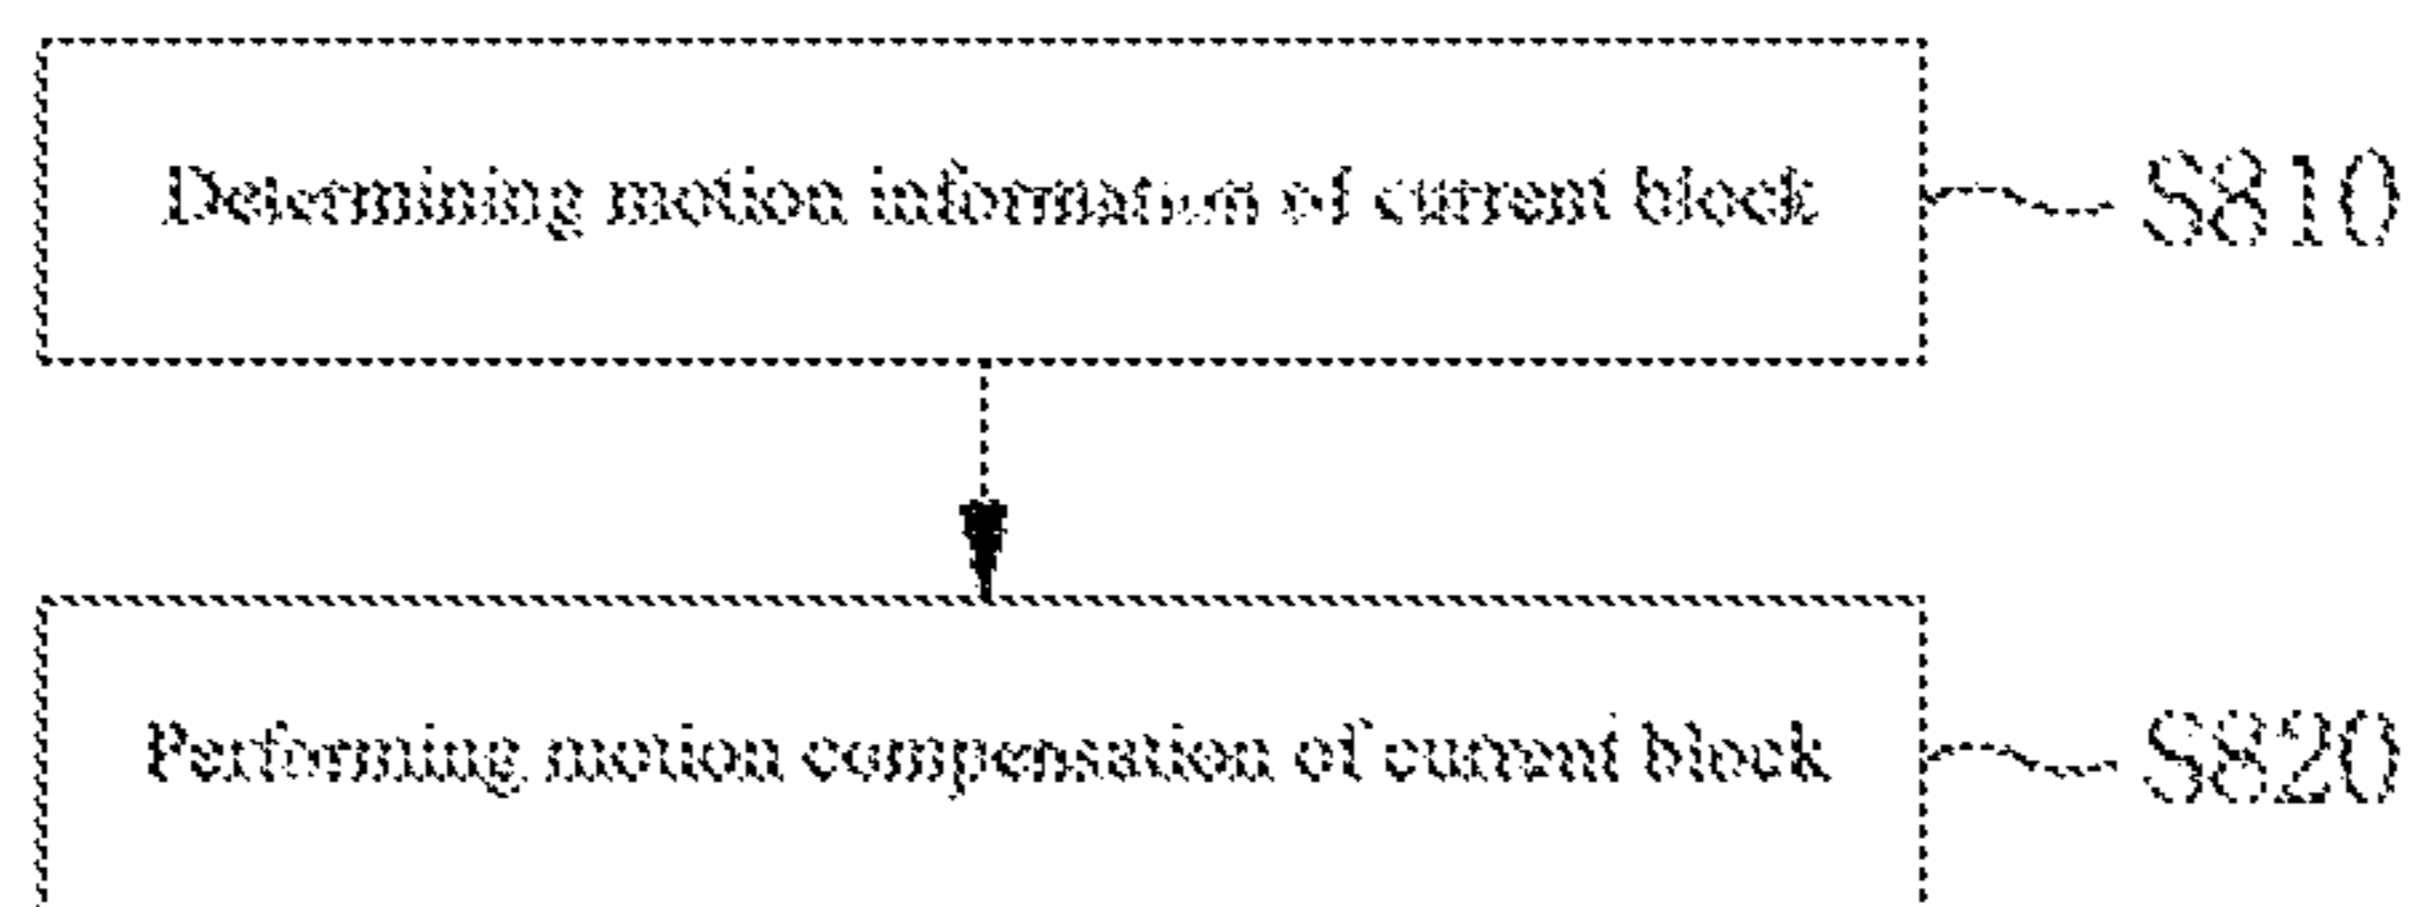 Determining motion information of current block
S810
Performing motion compensation of current block
S820